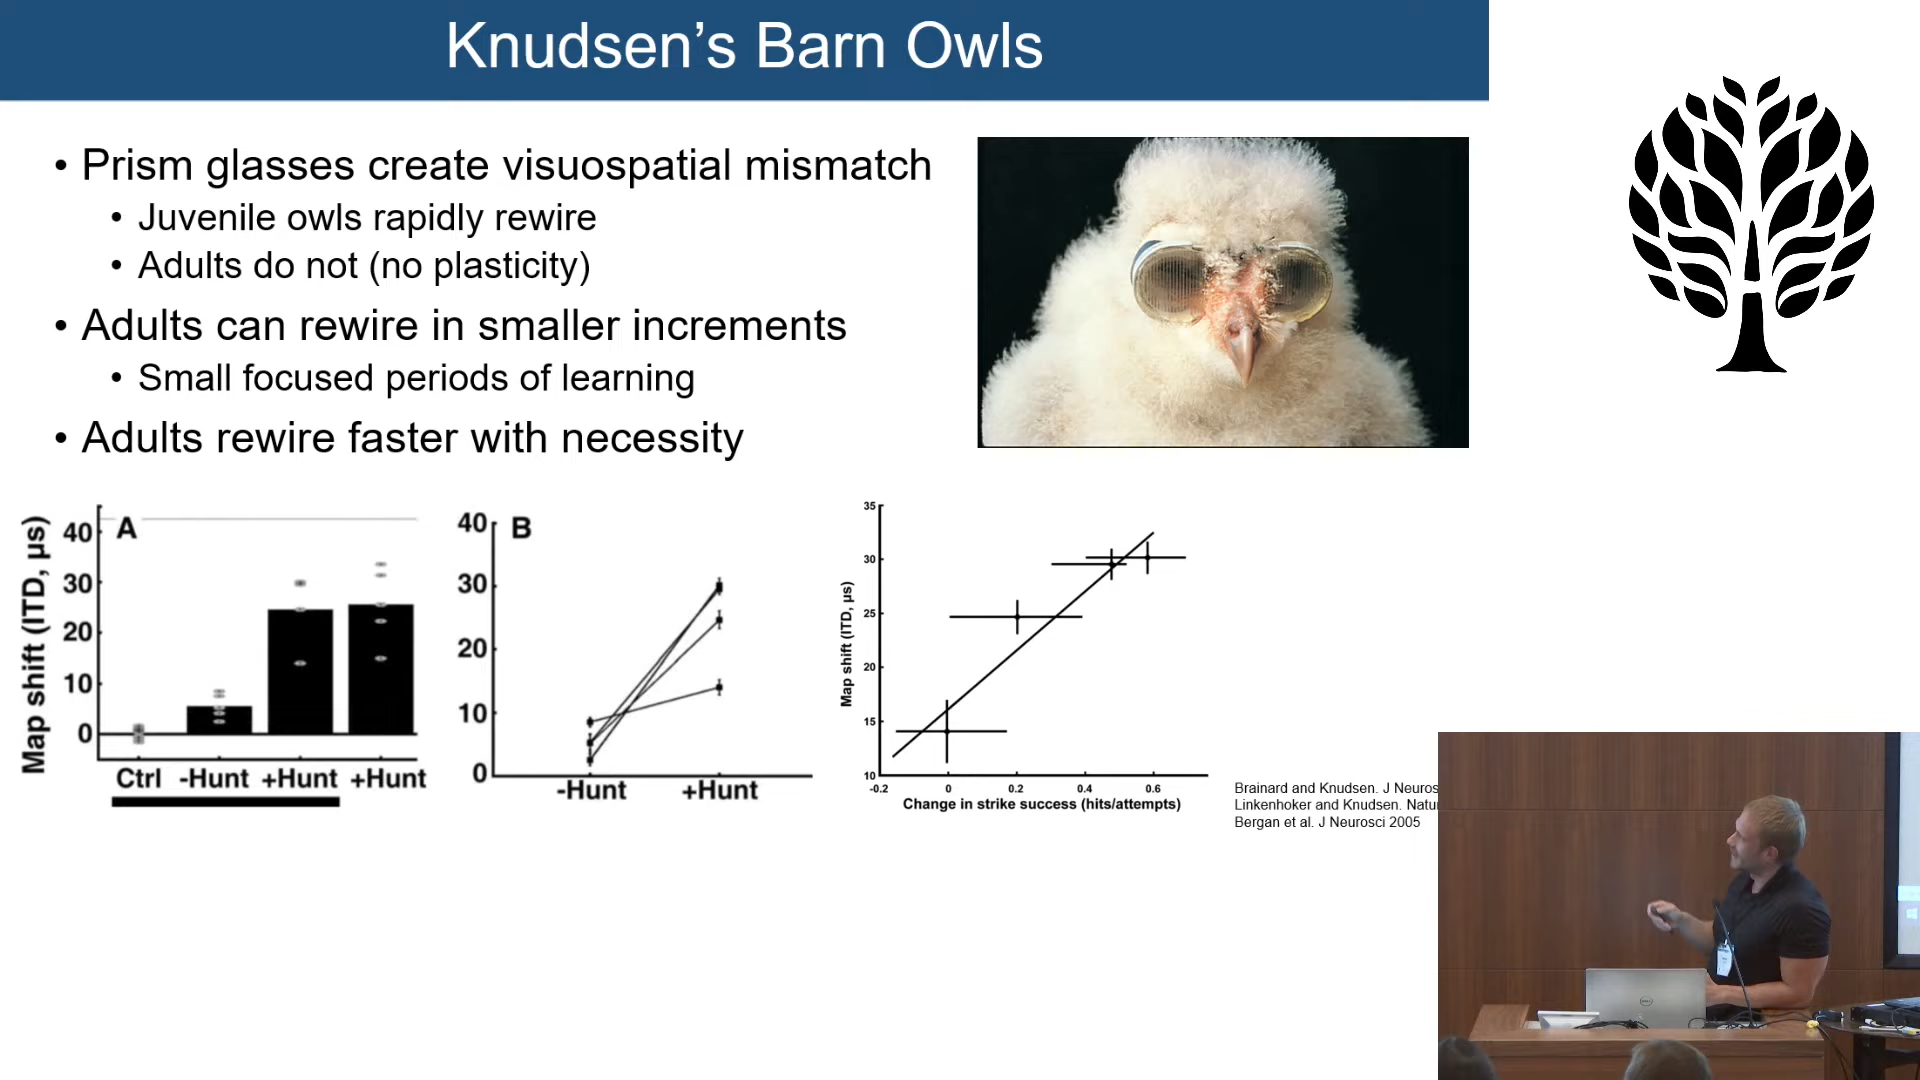 Knudsen’s Barn Owls
• Prism glasses create visuospatial mismatch
• Juvenile owls rapidly rewire
• Adults do not (no plasticity)
• Adults can rewire in smaller increments
• Small focused periods of learning
• Adults rewire faster with necessity
A
Map shift (ITD, µs)
40
30
20
10
0
Ctrl -Hunt +Hunt +Hunt
B
40
30
20
10
0
-Hunt +Hunt
Map shift (ITD, µs)
35
30
25
20
15
10
-0.2 0 0.2 0.4 0.6
Change in strike success (hits/attempts)
Brainard and Knudsen. J Neuros
Linkenhoker and Knudsen. Natu
Bergan et al. J Neurosci 2005
DELL